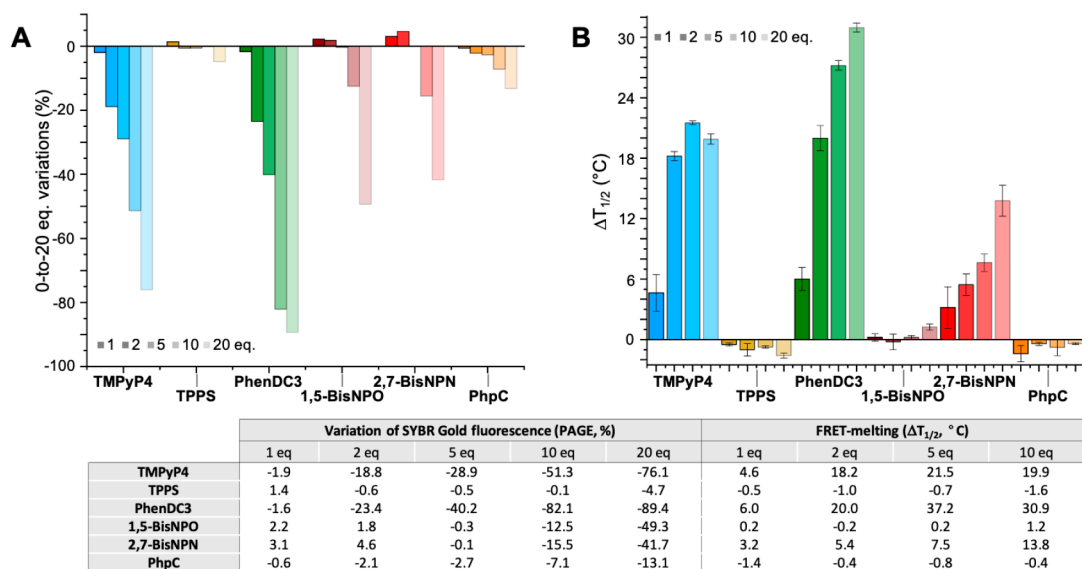 A
0-to-20 eq. variations (%)
0
-20
-40
-60
-80
-100
1 2 5 10 20 eq.
TMPyP4 PhenDC3 2,7-BisNPN
TPPS 1,5-BisNPO PhpC
B
ΔT1/2 (°C)
30
24
18
12
6
0
1 2 5 10 20 eq.
TMPyP4 PhenDC3 2,7-BisNPN
TPPS 1,5-BisNPO PhpC
Variation of SYBR Gold fluorescence (PAGE, %) FRET-melting (ΔT1/2, °C)
1 eq 2 eq 5 eq 10 eq 20 eq 1 eq 2 eq 5 eq 10 eq
TMPyP4 -1.9 -18.8 -28.9 -51.3 -76.1 4.6 18.2 21.5 19.9
TPPS 1.4 -0.6 -0.5 -0.1 -4.7 -0.5 -1.0 -0.7 -1.6
PhenDC3 -1.6 -23.4 -40.2 -82.1 -89.4 6.0 20.0 37.2 30.9
1,5-BisNPO 2.2 1.8 -0.3 -12.5 -49.3 0.2 -0.2 0.2 1.2
2,7-BisNPN 3.1 4.6 -0.1 -15.5 -41.7 3.2 5.4 7.5 13.8
PhpC -0.6 -2.1 -2.7 -7.1 -13.1 -1.4 -0.4 -0.8 -0.4